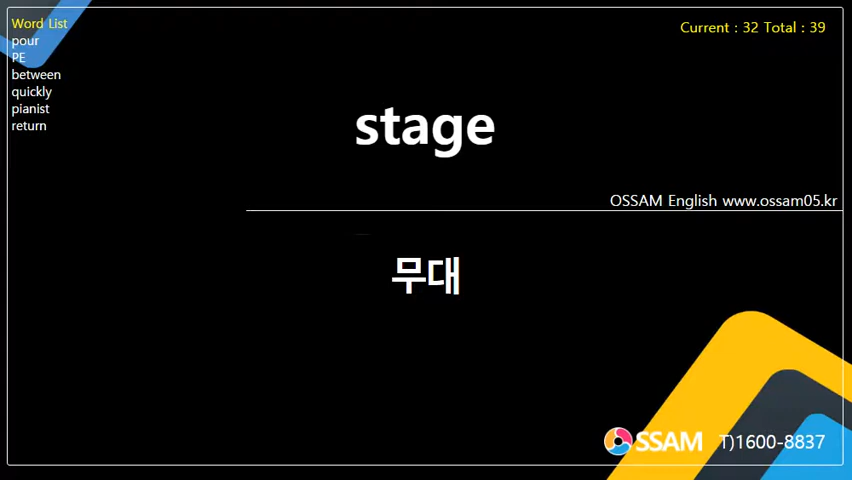 Word List
pour
PE
between
quickly
pianist
return
Current : 32 Total : 39
stage
OSSAM English www.ossam05.kr
무대
OSSAM T)1600-8837